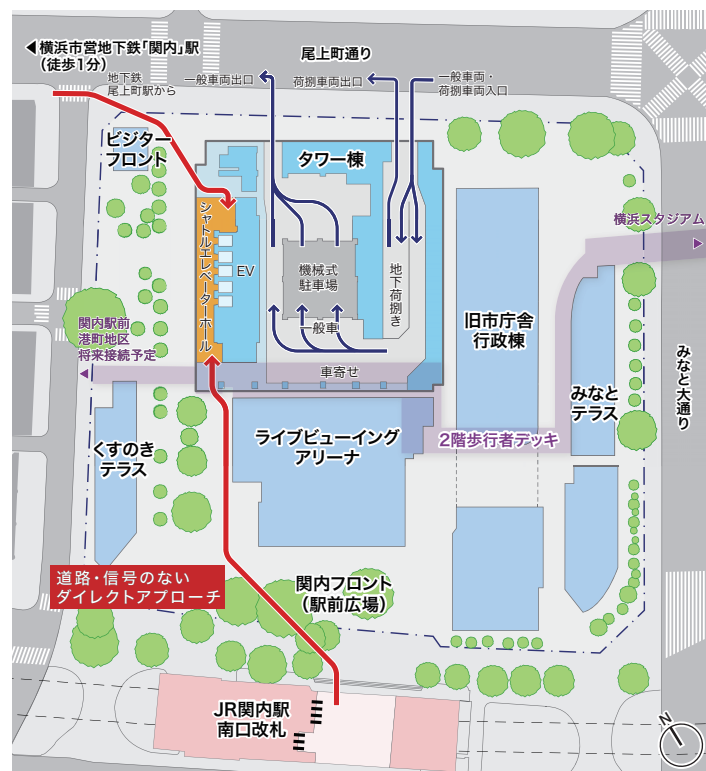 ◀横浜市営地下鉄「関内」駅
(徒歩1分)
地下鉄
尾上町駅から
尾上町通り
一般車両出口
荷捌車両出口
一般車両・
荷捌車両入口
ビジター
フロント
タワー棟
シャトルエレベーターホール
EV
機械式
駐車場
一般車
地下荷捌き
車寄せ
横浜スタジアム
▶
旧市庁舎
行政棟
関内駅前
港町地区
将来接続予定
◀
みなと
テラス
みなと大通り
くすのき
テラス
ライブビューイング
アリーナ
2階歩行者デッキ
道路・信号のない
ダイレクトアプローチ
関内フロント
(駅前広場)
JR関内駅
南口改札
N